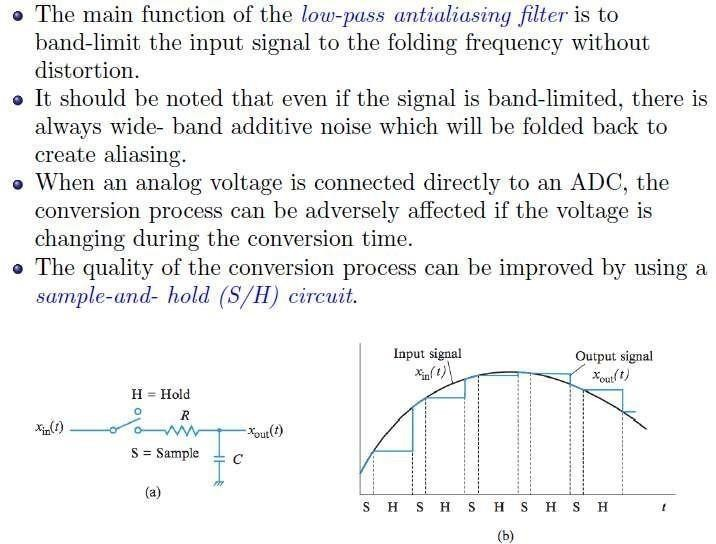 The main function of the low-pass antialiasing filter is to
band-limit the input signal to the folding frequency without
distortion.
It should be noted that even if the signal is band-limited, there is
always wide- band additive noise which will be folded back to
create aliasing.
When an analog voltage is connected directly to an ADC, the
conversion process can be adversely affected if the voltage is
changing during the conversion time.
The quality of the conversion process can be improved by using a
sample-and- hold (S/H) circuit.
H = Hold
R
xin(t)
xout(t)
S = Sample
C
(a)
Input signal
xin(t)
Output signal
xout(t)
S H S H S H S H S H t
(b)